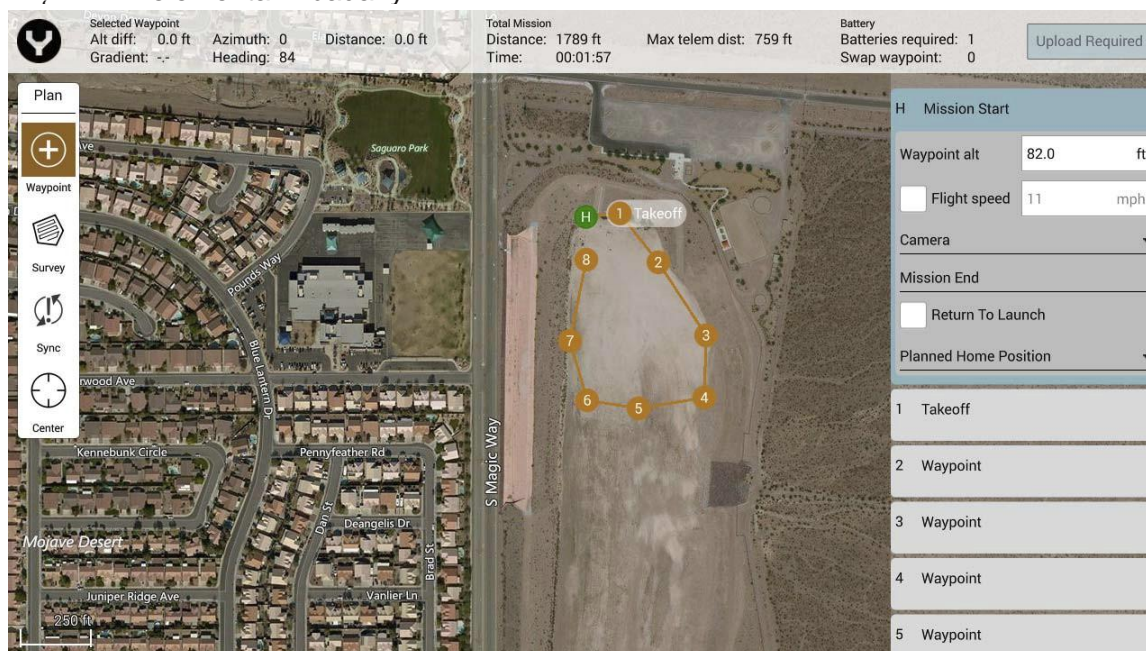 Selected Waypoint
Alt diff: 0.0 ft Azimuth: 0 Distance: 0.0 ft
Gradient: -.- Heading: 84
Total Mission
Distance: 1789 ft Max telem dist: 759 ft
Time: 00:01:57
Battery
Batteries required: 1
Swap waypoint: 0
Upload Required
Plan
Waypoint
Survey
Sync
Center
Saguaro Park
Pounds Way
Blue Lantern Dr
rwood Ave
Kennebunk Circle
Pennyfeather Rd
Dan St
Deangelis Dr
Mojave Desert
Brad St
Juniper Ridge Ave
Vanlier Ln
250 ft
S Magic Way
H
1 Takeoff
2
3
4
5
6
7
8
H Mission Start
Waypoint alt 82.0 ft
Flight speed 11 mph
Camera
Mission End
Return To Launch
Planned Home Position
1 Takeoff
2 Waypoint
3 Waypoint
4 Waypoint
5 Waypoint